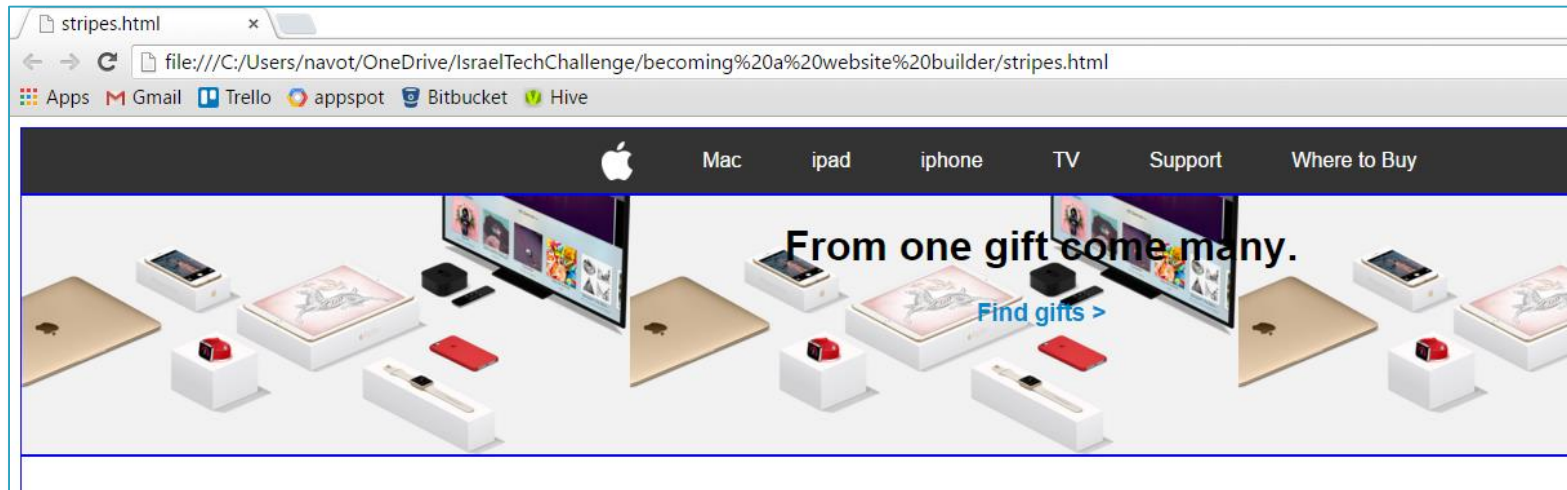 stripes.html
file:///C:/Users/navot/OneDrive/IsraelTechChallenge/becoming%20a%20website%20builder/stripes.html
Apps Gmail Trello appspot Bitbucket Hive
Mac ipad iphone TV Support Where to Buy
From one gift come many.
Find gifts >